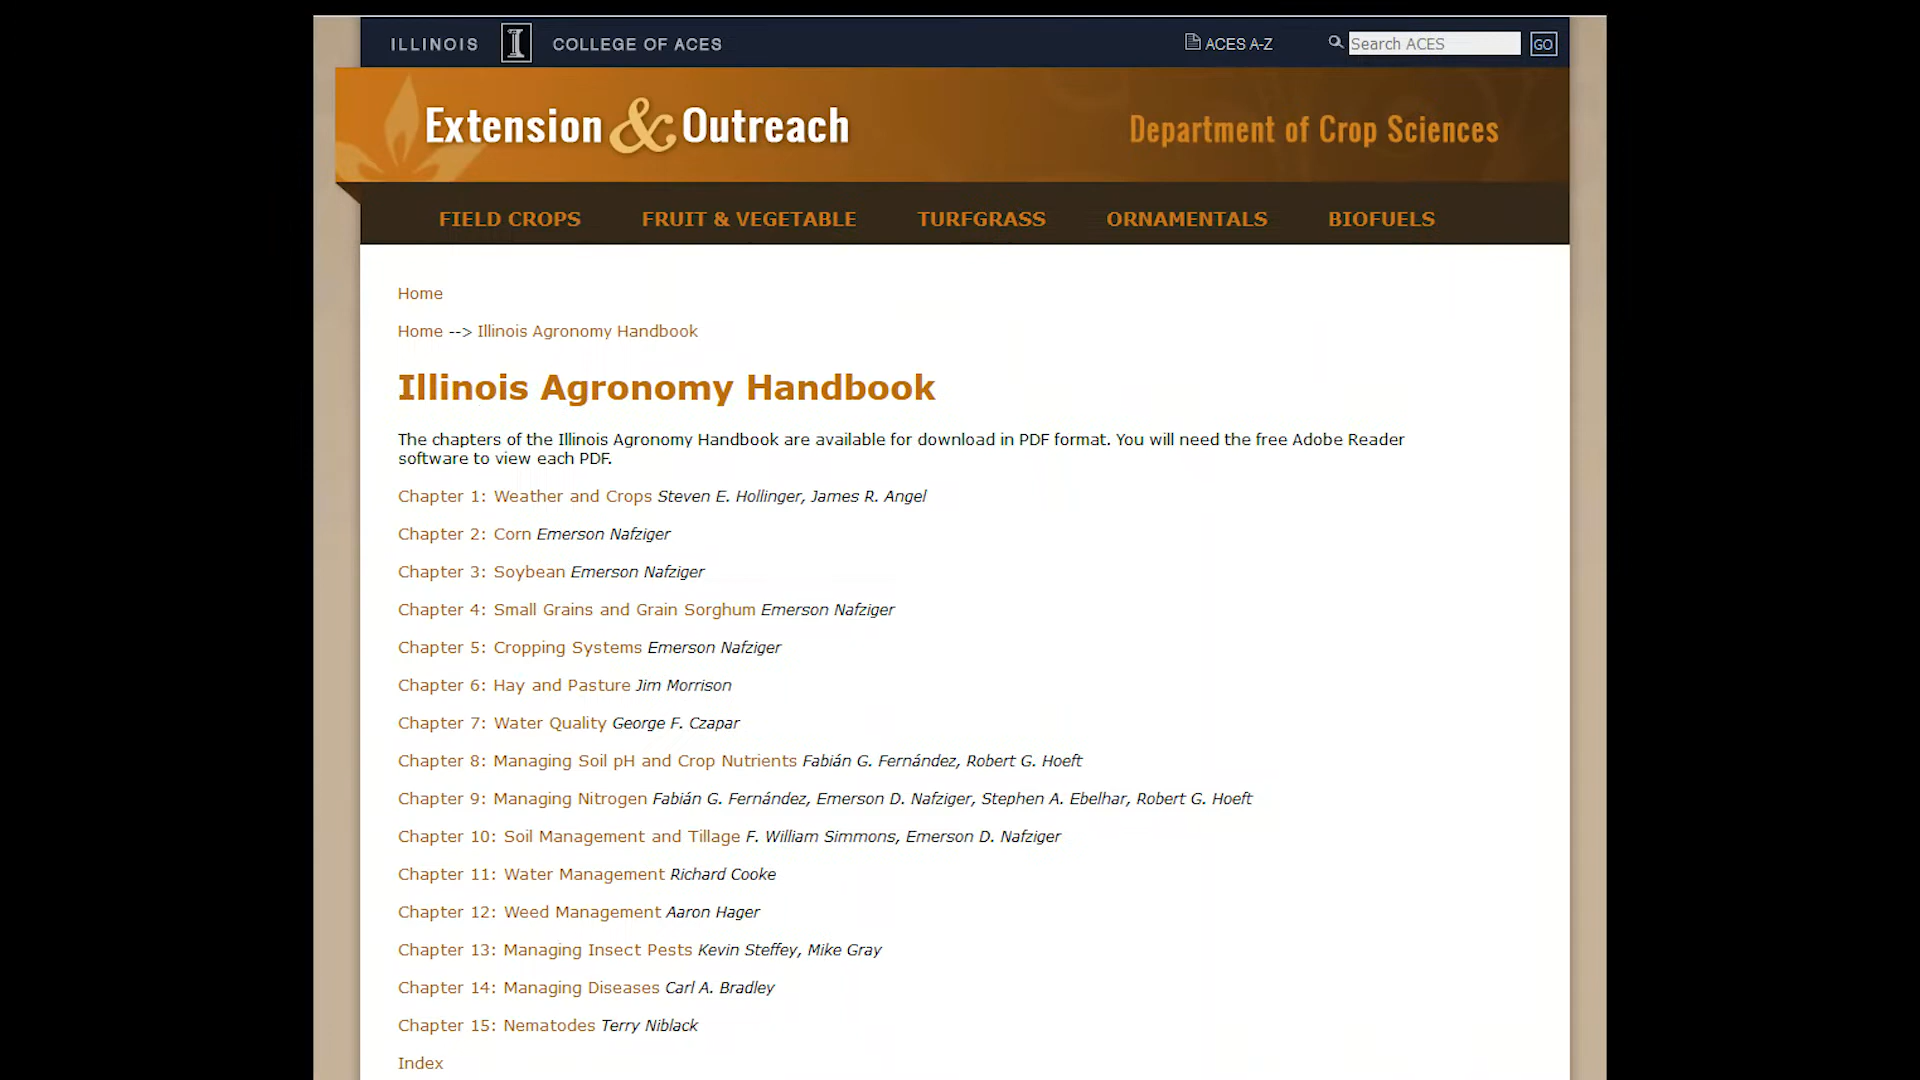 ILLINOIS I COLLEGE OF ACES ACES A-Z Search ACES GO
Extension & Outreach Department of Crop Sciences
FIELD CROPS FRUIT & VEGETABLE TURFGRASS ORNAMENTALS BIOFUELS
Home
Home --> Illinois Agronomy Handbook
Illinois Agronomy Handbook
The chapters of the Illinois Agronomy Handbook are available for download in PDF format. You will need the free Adobe Reader
software to view each PDF.
Chapter 1: Weather and Crops Steven E. Hollinger, James R. Angel
Chapter 2: Corn Emerson Nafziger
Chapter 3: Soybean Emerson Nafziger
Chapter 4: Small Grains and Grain Sorghum Emerson Nafziger
Chapter 5: Cropping Systems Emerson Nafziger
Chapter 6: Hay and Pasture Jim Morrison
Chapter 7: Water Quality George F. Czapar
Chapter 8: Managing Soil pH and Crop Nutrients Fabián G. Fernández, Robert G. Hoeft
Chapter 9: Managing Nitrogen Fabián G. Fernández, Emerson D. Nafziger, Stephen A. Ebelhar, Robert G. Hoeft
Chapter 10: Soil Management and Tillage F. William Simmons, Emerson D. Nafziger
Chapter 11: Water Management Richard Cooke
Chapter 12: Weed Management Aaron Hager
Chapter 13: Managing Insect Pests Kevin Steffey, Mike Gray
Chapter 14: Managing Diseases Carl A. Bradley
Chapter 15: Nematodes Terry Niblack
Index